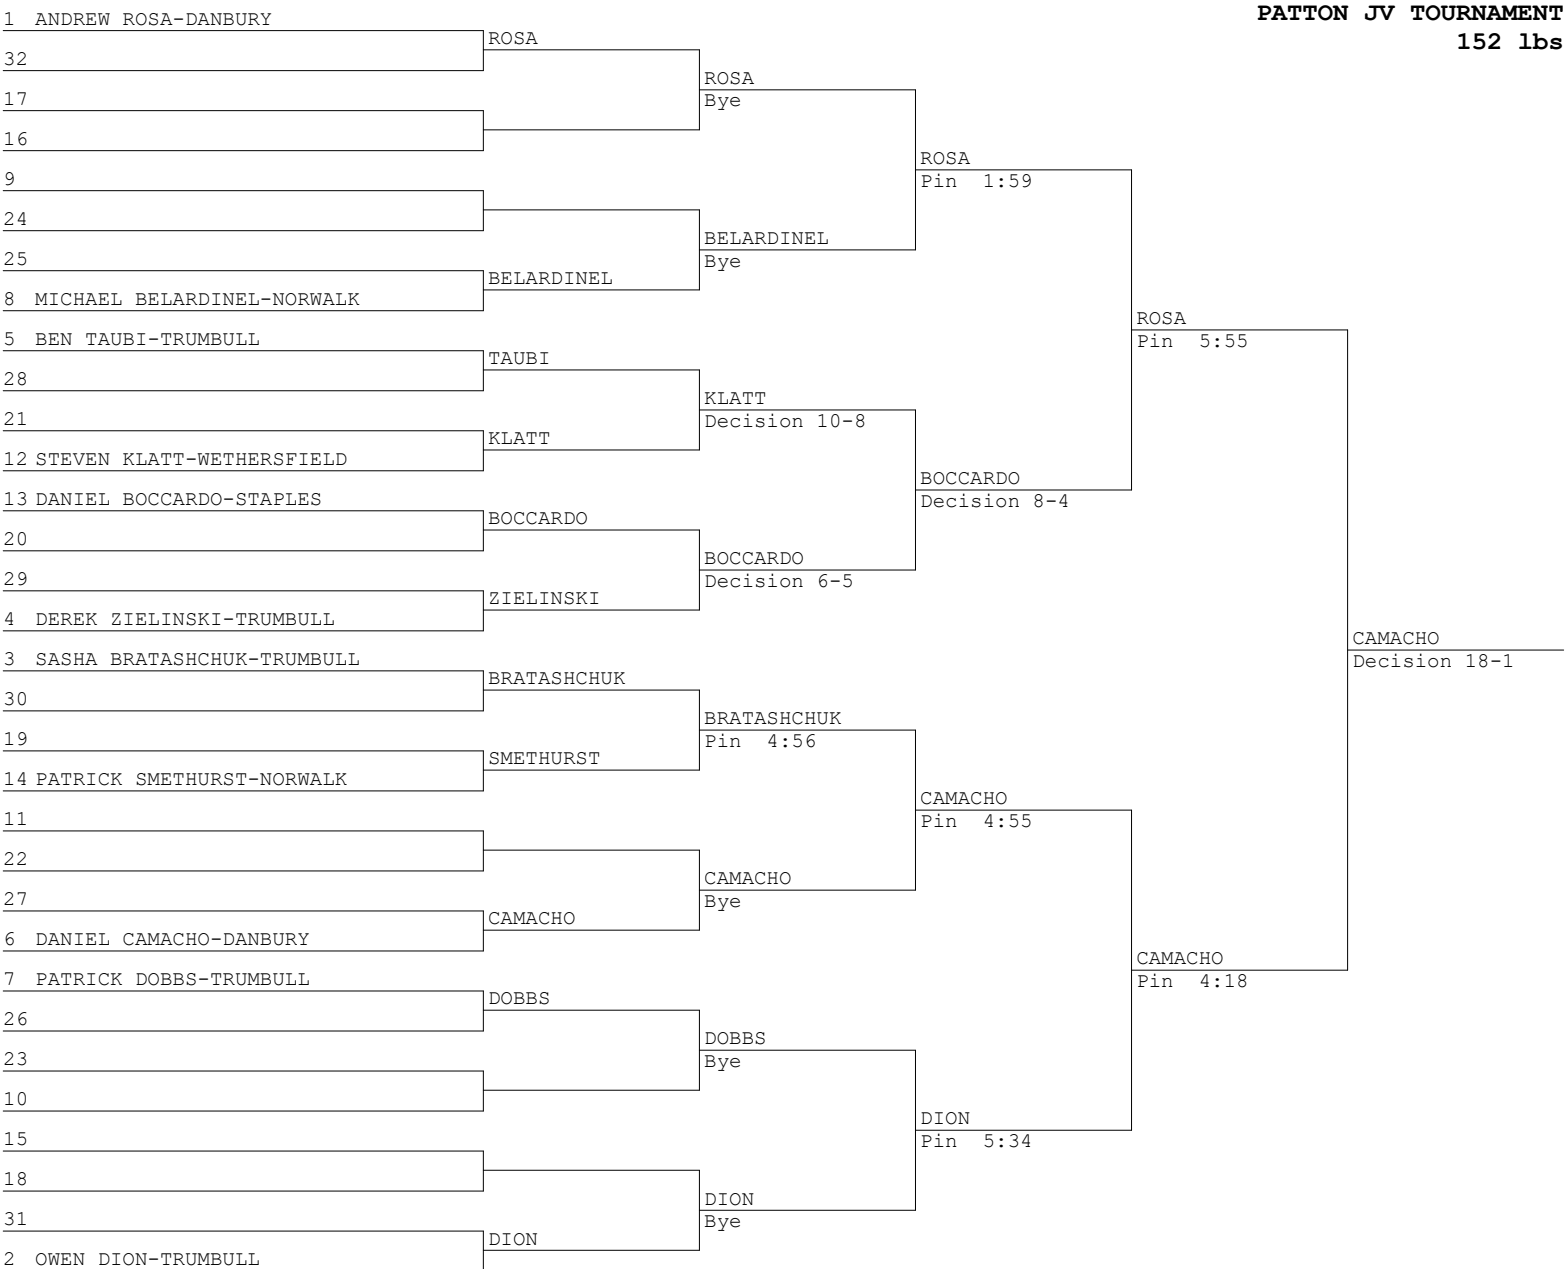 PATTON JV TOURNAMENT
152 lbs
1 ANDREW ROSA-DANBURY
32
17
16
9
24
25
8 MICHAEL BELARDINEL-NORWALK
5 BEN TAUBI-TRUMBULL
28
21
12 STEVEN KLATT-WETHERSFIELD
13 DANIEL BOCCARDO-STAPLES
20
29
4 DEREK ZIELINSKI-TRUMBULL
3 SASHA BRATASHCHUK-TRUMBULL
30
19
14 PATRICK SMETHURST-NORWALK
11
22
27
6 DANIEL CAMACHO-DANBURY
7 PATRICK DOBBS-TRUMBULL
26
23
10
15
18
31
2 OWEN DION-TRUMBULL
ROSA
BELARDINEL
TAUBI
KLATT
BOCCARDO
ZIELINSKI
BRATASHCHUK
SMETHURST
CAMACHO
DOBBS
DION
ROSA
Bye
BELARDINEL
Bye
KLATT
Decision 10-8
BOCCARDO
Decision 6-5
BRATASHCHUK
Pin 4:56
CAMACHO
Bye
DOBBS
Bye
DION
Bye
ROSA
Pin 1:59
BOCCARDO
Decision 8-4
CAMACHO
Pin 4:55
DION
Pin 5:34
ROSA
Pin 5:55
CAMACHO
Pin 4:18
CAMACHO
Decision 18-1